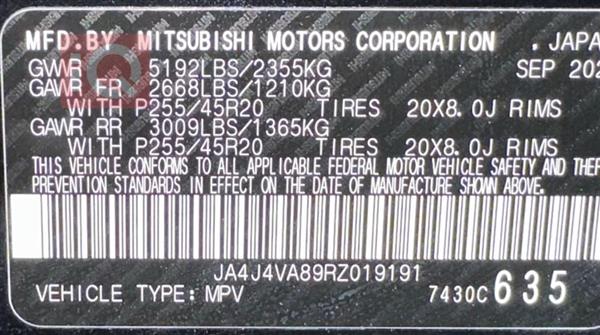 MFD.BY MITSUBISHI MOTORS CORPORATION , JAPA
GVWR 5192LBS/2355KG SEP 202
GAWR FR 2668LBS/1210KG
WITH P255/45R20 TIRES 20X8.0J RIMS
GAWR RR 3009LBS/1365KG
WITH P255/45R20 TIRES 20X8.0J RIMS
THIS VEHICLE CONFORMS TO ALL APPLICABLE FEDERAL MOTOR VEHICLE SAFETY AND THEF
PREVENTION STANDARDS IN EFFECT ON THE DATE OF MANUFACTURE SHOWN ABOVE.
JA4J4VA89RZ019191
VEHICLE TYPE: MPV 7430C 635